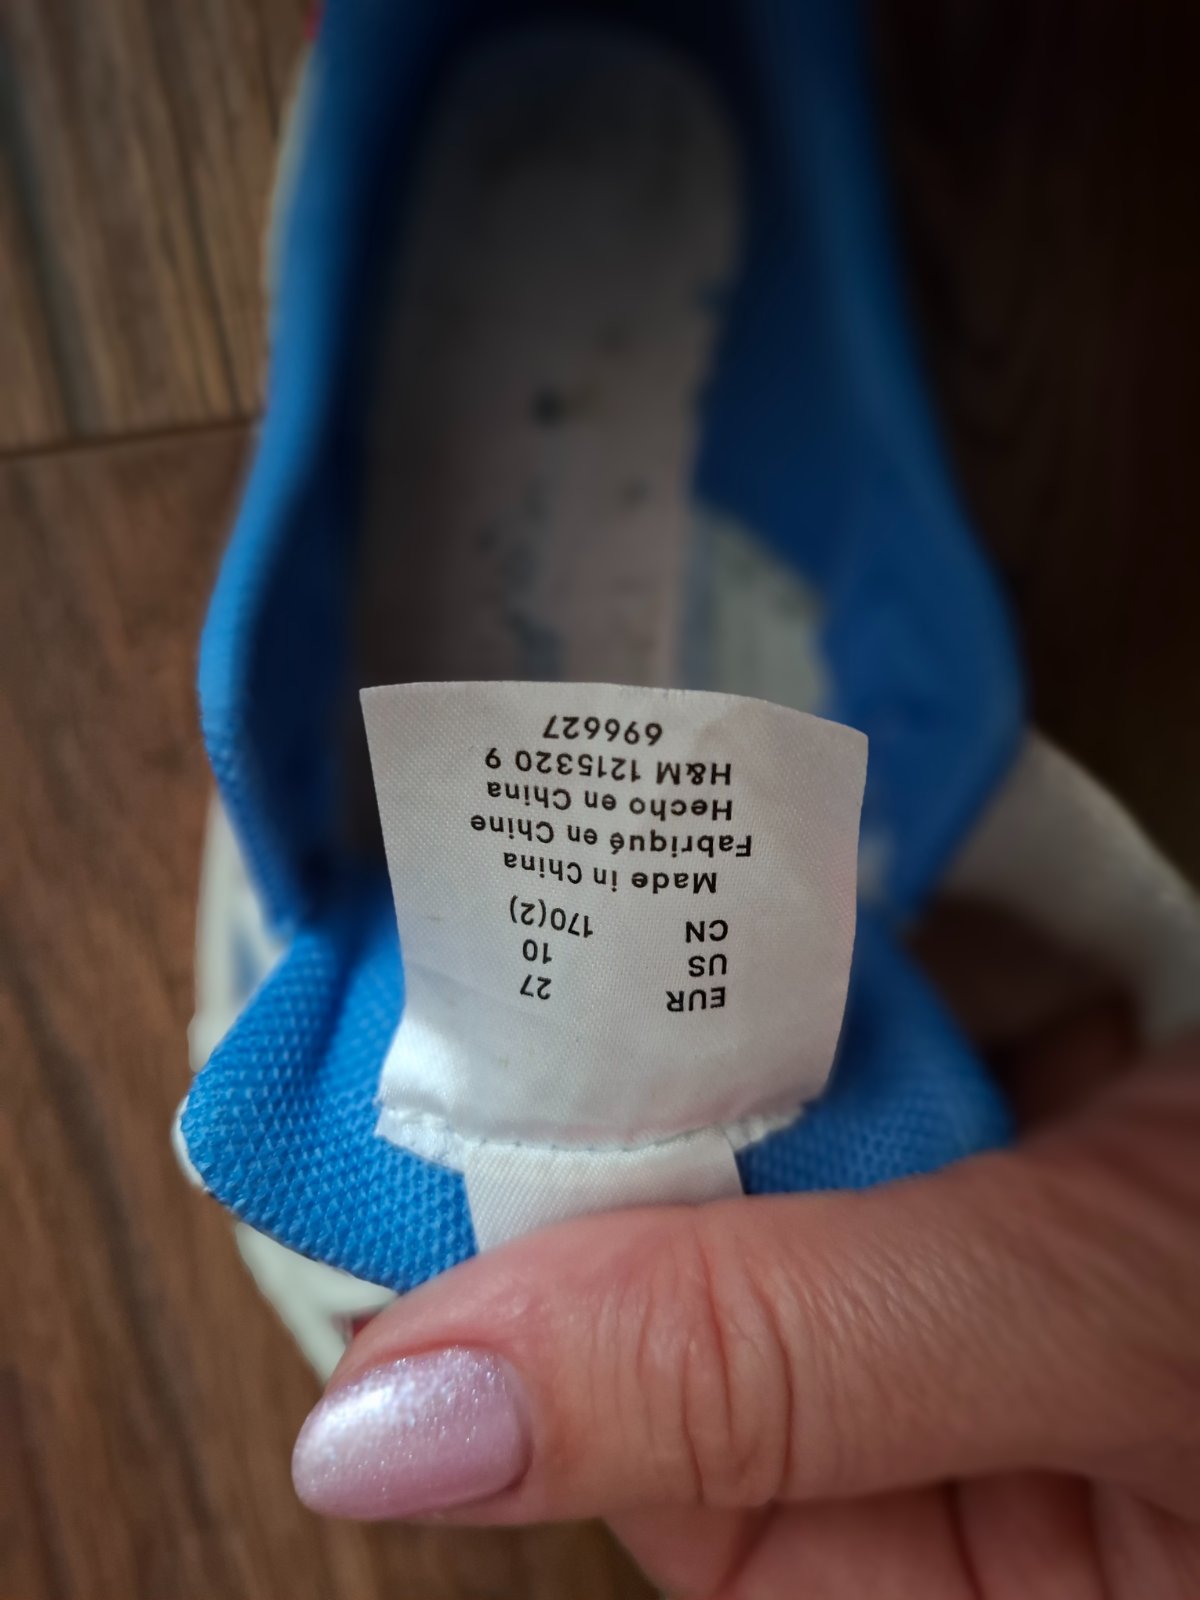 EUR 27
US 10
CN 170(2)
Made in China
Fabriqué en Chine
Hecho en China
H&M 1215320 9
696627